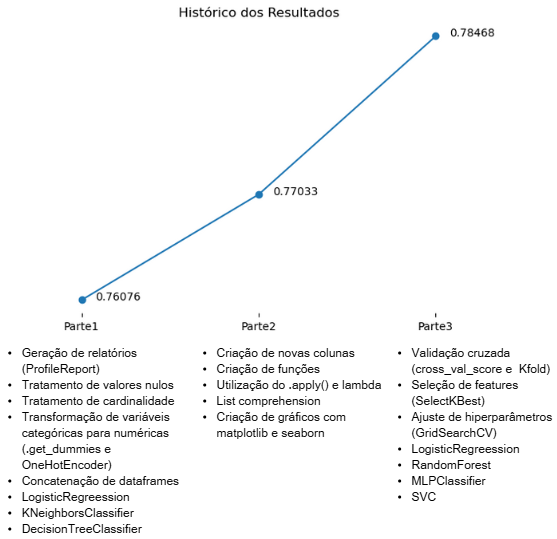 Histórico dos Resultados
0.78468
0.77033
0.76076
Parte1
Parte2
Parte3
• Geração de relatórios
(ProfileReport)
• Tratamento de valores nulos
• Tratamento de cardinalidade
• Transformação de variáveis
categóricas para numéricas
(.get_dummies e
OneHotEncoder)
• Concatenação de dataframes
• LogisticRegreession
• KNeighborsClassifier
• DecisionTreeClassifier
• Criação de novas colunas
• Criação de funções
• Utilização do .apply() e lambda
• List comprehension
• Criação de gráficos com
matplotlib e seaborn
• Validação cruzada
(cross_val_score e Kfold)
• Seleção de features
(SelectKBest)
• Ajuste de hiperparâmetros
(GridSearchCV)
• LogisticRegreession
• RandomForest
• MLPClassifier
• SVC